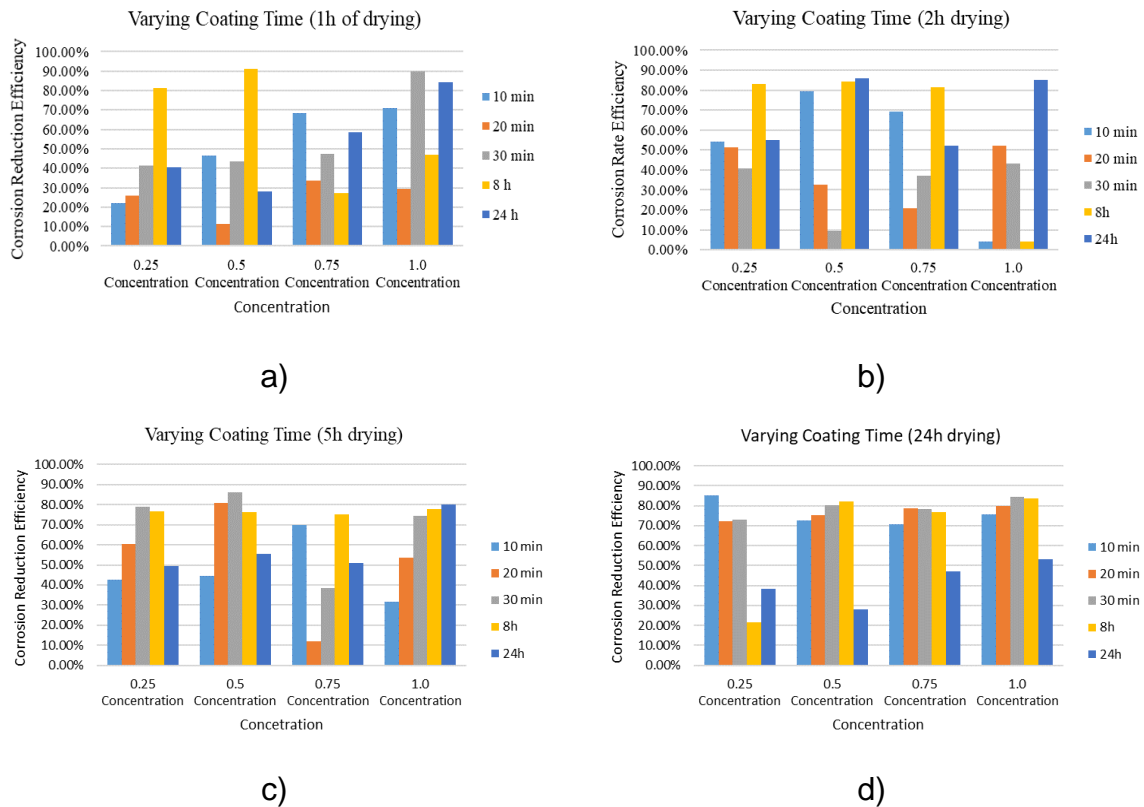 Varying Coating Time (1h of drying)
Corrosion Reduction Efficiency
100.00%
90.00%
80.00%
70.00%
60.00%
50.00%
40.00%
30.00%
20.00%
10.00%
0.00%
0.25 0.5 0.75 1.0
Concentration Concentration Concentration Concentration
Concentration
10 min
20 min
30 min
8 h
24 h
a)
Varying Coating Time (2h drying)
Corrosion Rate Efficiency
100.00%
90.00%
80.00%
70.00%
60.00%
50.00%
40.00%
30.00%
20.00%
10.00%
0.00%
0.25 0.5 0.75 1.0
Concentration Concentration Concentration Concentration
Concentration
10 min
20 min
30 min
8h
24h
b)
Varying Coating Time (5h drying)
Corrosion Reduction Efficiency
100.00%
90.00%
80.00%
70.00%
60.00%
50.00%
40.00%
30.00%
20.00%
10.00%
0.00%
0.25 0.5 0.75 1.0
Concentration Concentration Concentration Concentration
Concetration
10 min
20 min
30 min
8h
24h
c)
Varying Coating Time (24h drying)
Corrosion Reduction Efficiency
100.00%
90.00%
80.00%
70.00%
60.00%
50.00%
40.00%
30.00%
20.00%
10.00%
0.00%
0.25 0.5 0.75 1.0
Concentration Concentration Concentration Concentration
Concentration
10 min
20 min
30 min
8h
24h
d)